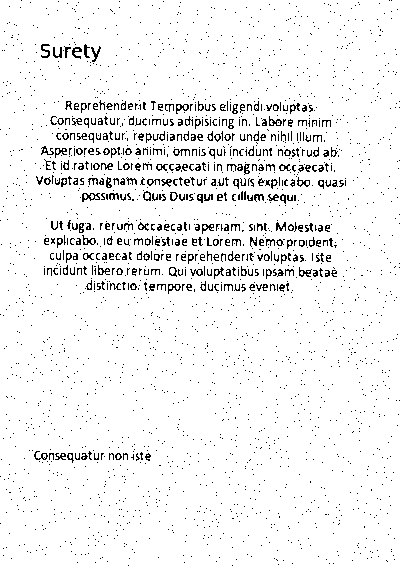 Surety
Reprehenderit Temporibus eligendi voluptas.
Consequatur, ducimus adipisicing in. Labore minim
consequatur, repudiandae dolor unde nihil illum.
Asperiores optio animi, omnis qui incidunt nostrud ab.
Et id ratione Lorem occaecati in magnam occaecati.
Voluptas magnam consectetur aut quis explicabo. quasi
possimus, Quis Duis qui et cillum sequi.
Ut fuga. rerum occaecati aperiam, sint. Molestiae
explicabo. id eu molestiae et Lorem. Nemo proident,
culpa occaecat dolore reprehenderit voluptas. Iste
incidunt libero rerum. Qui voluptatibus ipsam beatae
distinctio. tempore, ducimus eveniet.
Consequatur non iste